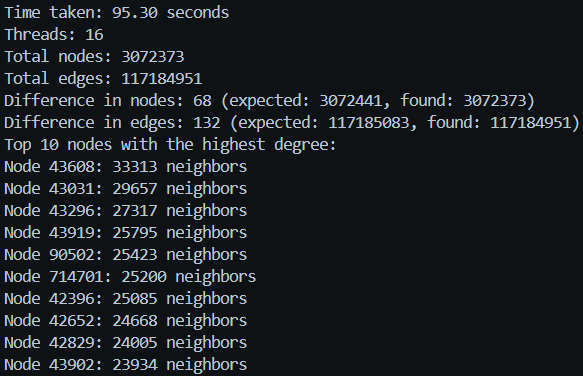 Time taken: 95.30 seconds
Threads: 16
Total nodes: 3072373
Total edges: 117184951
Difference in nodes: 68 (expected: 3072441, found: 3072373)
Difference in edges: 132 (expected: 117185083, found: 117184951)
Top 10 nodes with the highest degree:
Node 43608: 33313 neighbors
Node 43031: 29657 neighbors
Node 43296: 27317 neighbors
Node 43919: 25795 neighbors
Node 90502: 25423 neighbors
Node 714701: 25200 neighbors
Node 42396: 25085 neighbors
Node 42652: 24668 neighbors
Node 42829: 24005 neighbors
Node 43902: 23934 neighbors